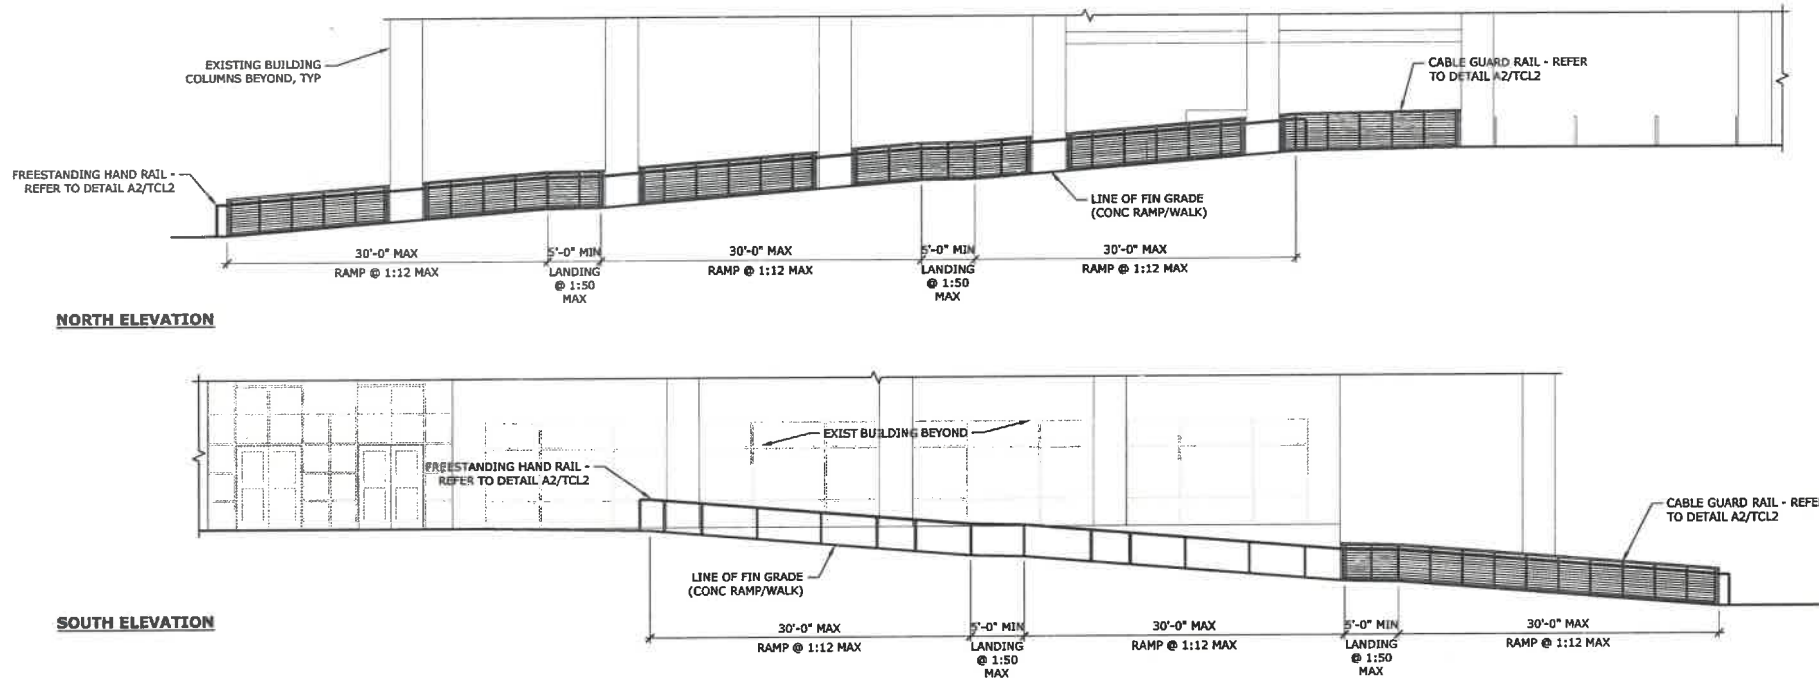 EXISTING BUILDING
COLUMNS BEYOND, TYP
CABLE GUARD RAIL - REFER
TO DETAIL A2/TCL2
FREESTANDING HAND RAIL -
REFER TO DETAIL A2/TCL2
LINE OF FIN GRADE
(CONC RAMP/WALK)
30'-0" MAX
RAMP @ 1:12 MAX
5'-0" MIN
LANDING
@ 1:50
MAX
30'-0" MAX
RAMP @ 1:12 MAX
5'-0" MIN
LANDING
@ 1:50
MAX
30'-0" MAX
RAMP @ 1:12 MAX
NORTH ELEVATION
EXIST BUILDING BEYOND
FREESTANDING HAND RAIL -
REFER TO DETAIL A2/TCL2
CABLE GUARD RAIL - REFER
TO DETAIL A2/TCL2
LINE OF FIN GRADE
(CONC RAMP/WALK)
SOUTH ELEVATION
30'-0" MAX
RAMP @ 1:12 MAX
5'-0" MIN
LANDING
@ 1:50
MAX
30'-0" MAX
RAMP @ 1:12 MAX
5'-0" MIN
LANDING
@ 1:50
MAX
30'-0" MAX
RAMP @ 1:12 MAX